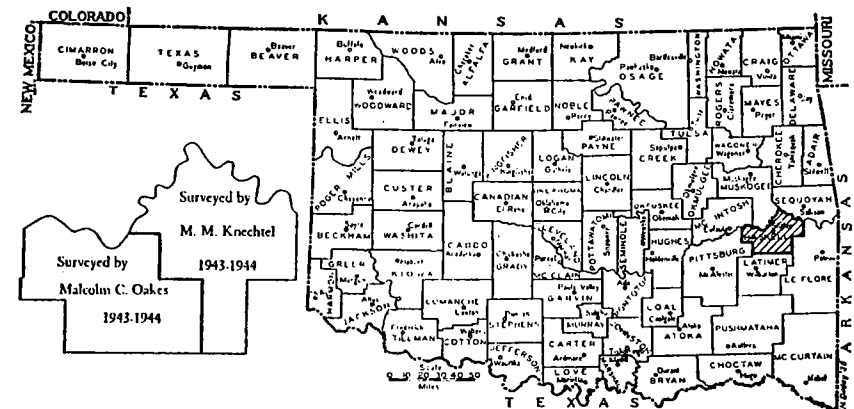 COLORADO
K A N S A S
NEW MEXICO
MISSOURI
T E X A S
ARKANSAS
T E X A S
CIMARRON
Boise City
TEXAS
Guymon
BEAVER
Beaver
HARPER
Buffalo
WOODS
Alva
ALFALFA
Cherokee
GRANT
Medford
KAY
Newkirk
OSAGE
Pawhuska
Bartlesville
WASHINGTON
NOWATA
Nowata
CRAIG
Vinita
OTTAWA
Miami
ELLIS
Arnett
WOODWARD
Woodward
MAJOR
Fairview
GARFIELD
Enid
NOBLE
Perry
PAWNEE
Pawnee
ROGERS
Claremore
MAYES
Pryor
DELAWARE
Jay
ROGER MILLS
Cheyenne
DEWEY
Taloga
BLAINE
Watonga
KINGFISHER
LOGAN
Guthrie
PAYNE
Stillwater
CREEK
Sapulpa
TULSA
WAGONER
Wagoner
CHEROKEE
Tahlequah
ADAIR
Stilwell
CUSTER
Arapaho
CANADIAN
El Reno
OKLAHOMA
Oklahoma City
LINCOLN
Chandler
OKFUSKEE
Okemah
OKMULGEE
MUSKOGEE
Muskogee
SEQUOYAH
Sallisaw
BECKHAM
Sayre
WASHITA
Cordell
CADDO
Anadarko
GRADY
Chickasha
CLEVELAND
McCLAIN
Purcell
POTTAWATOMIE
Shawnee
SEMINOLE
Wewoka
HUGHES
Holdenville
McINTOSH
Eufaula
PITTSBURG
McAlester
LATIMER
Wilburton
LE FLORE
Poteau
GREER
Mangum
HARMON
KIOWA
Hobart
JACKSON
Altus
COMANCHE
Lawton
TILLMAN
Frederick
COTTON
Walters
STEPHENS
Duncan
GARVIN
Pauls Valley
PONTOTOC
Ada
MURRAY
Sulphur
COAL
Coalgate
ATOKA
Atoka
PUSHMATAHA
Antlers
JEFFERSON
Waurika
CARTER
Ardmore
JOHNSTON
LOVE
Marietta
BRYAN
Durant
CHOCTAW
Hugo
McCURTAIN
Idabel
Scale
0 10 20 30 40 50
Miles
Surveyed by
M. M. Knechtel
1943-1944
Surveyed by
Malcolm C. Oakes
1943-1944